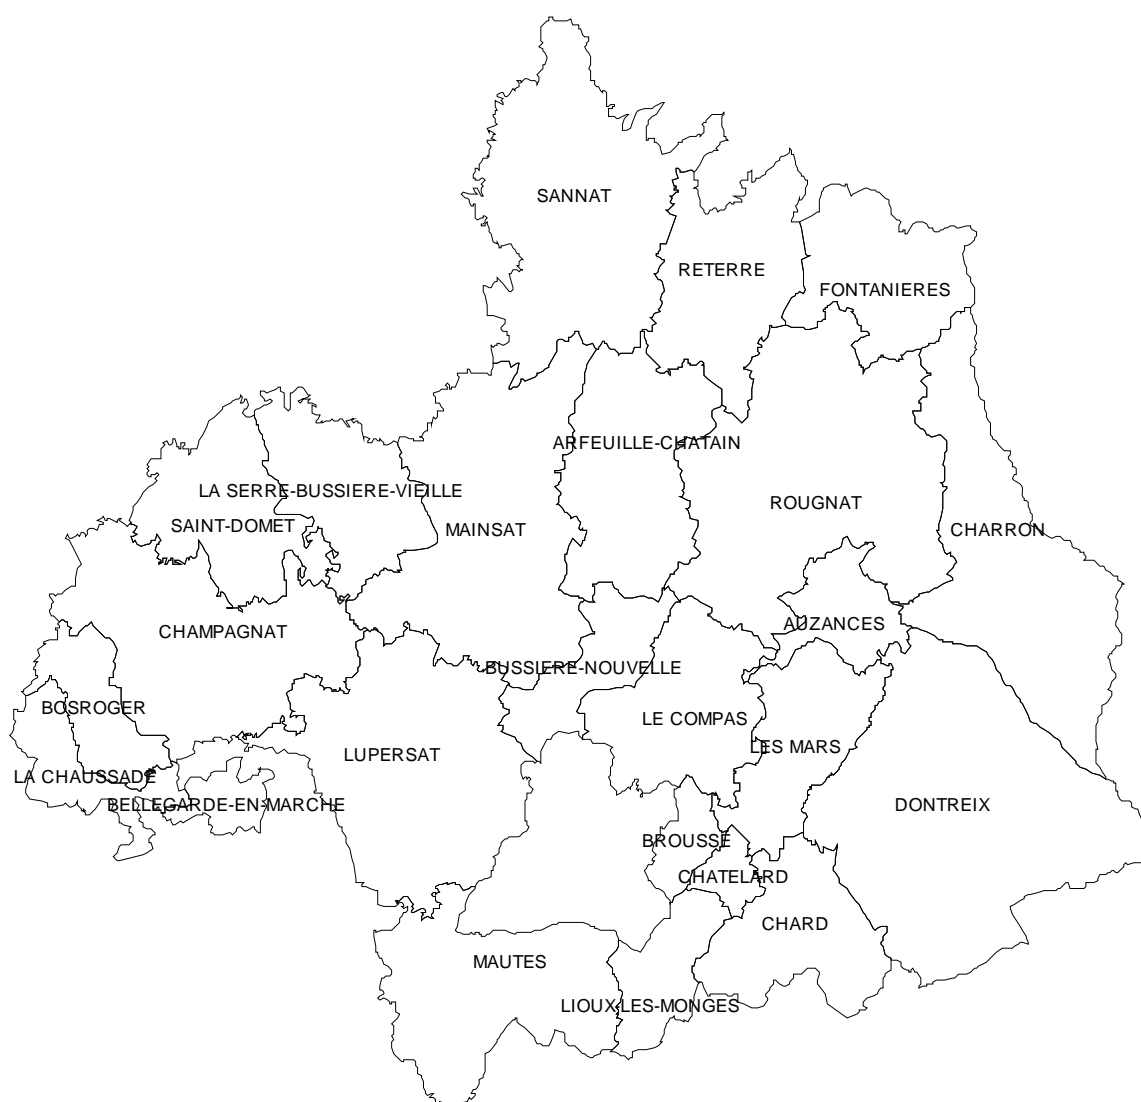 SANNAT
RETERRE
FONTANIERES
ARFEUILLE-CHATAIN
LA SERRE-BUSSIERE-VIEILLE
ROUGNAT
SAINT-DOMET
MAINSAT
CHARRON
CHAMPAGNAT
AUZANCES
BUSSIERE-NOUVELLE
BOSROGER
LE COMPAS
LES MARS
LUPERSAT
LA CHAUSSADE
BELLEGARDE-EN-MARCHE
DONTREIX
BROUSSE
CHATELARD
CHARD
MAUTES
LIOUX-LES-MONGES